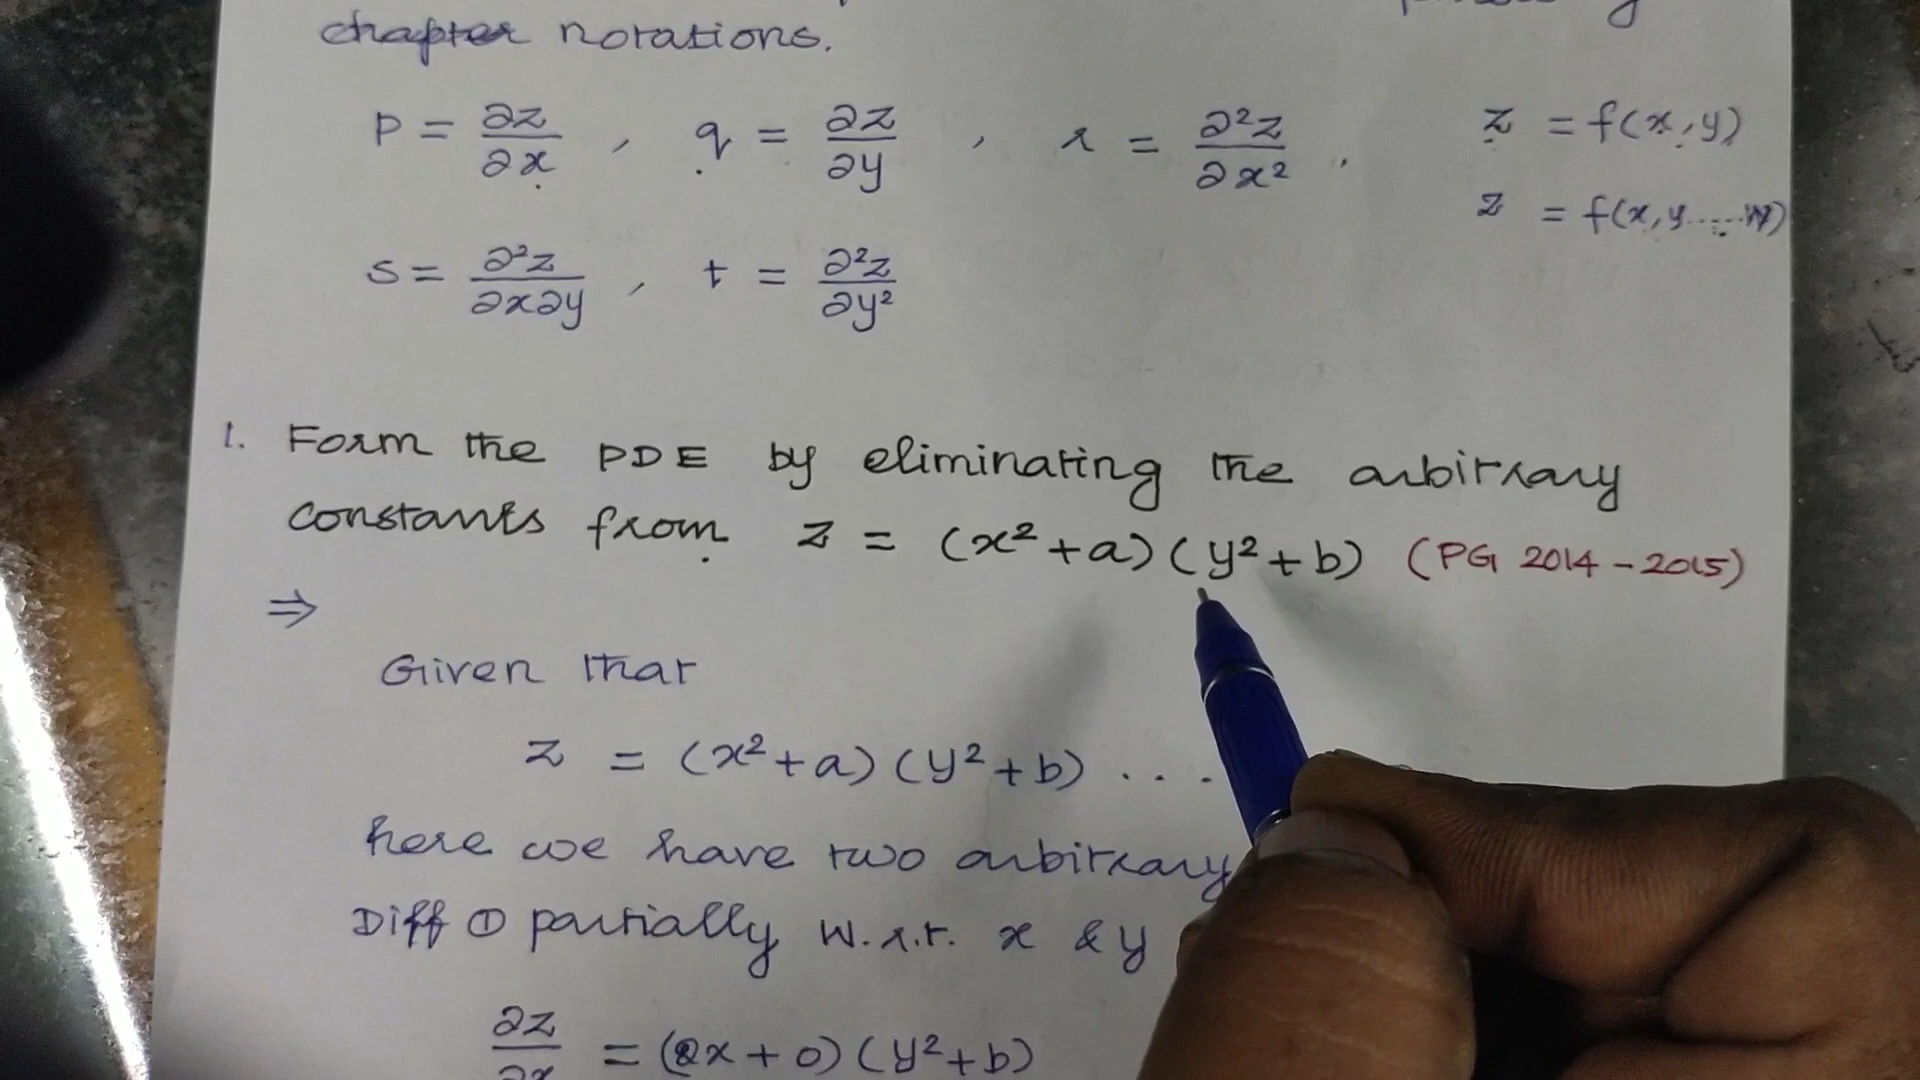 chapter notations.
p = ∂z/∂x , q = ∂z/∂y , r = ∂²z/∂x² , z = f(x,y)
z = f(x,y.....n)
s = ∂²z/∂x∂y , t = ∂²z/∂y²
1. Form the PDE by eliminating the arbitrary
constants from z = (x²+a)(y²+b) (PG 2014-2015)
⇒
Given that
z = (x²+a)(y²+b) ...
here we have two arbitrary
Diff ① partially w.r.t. x & y
∂z/∂x = (2x+0)(y²+b)